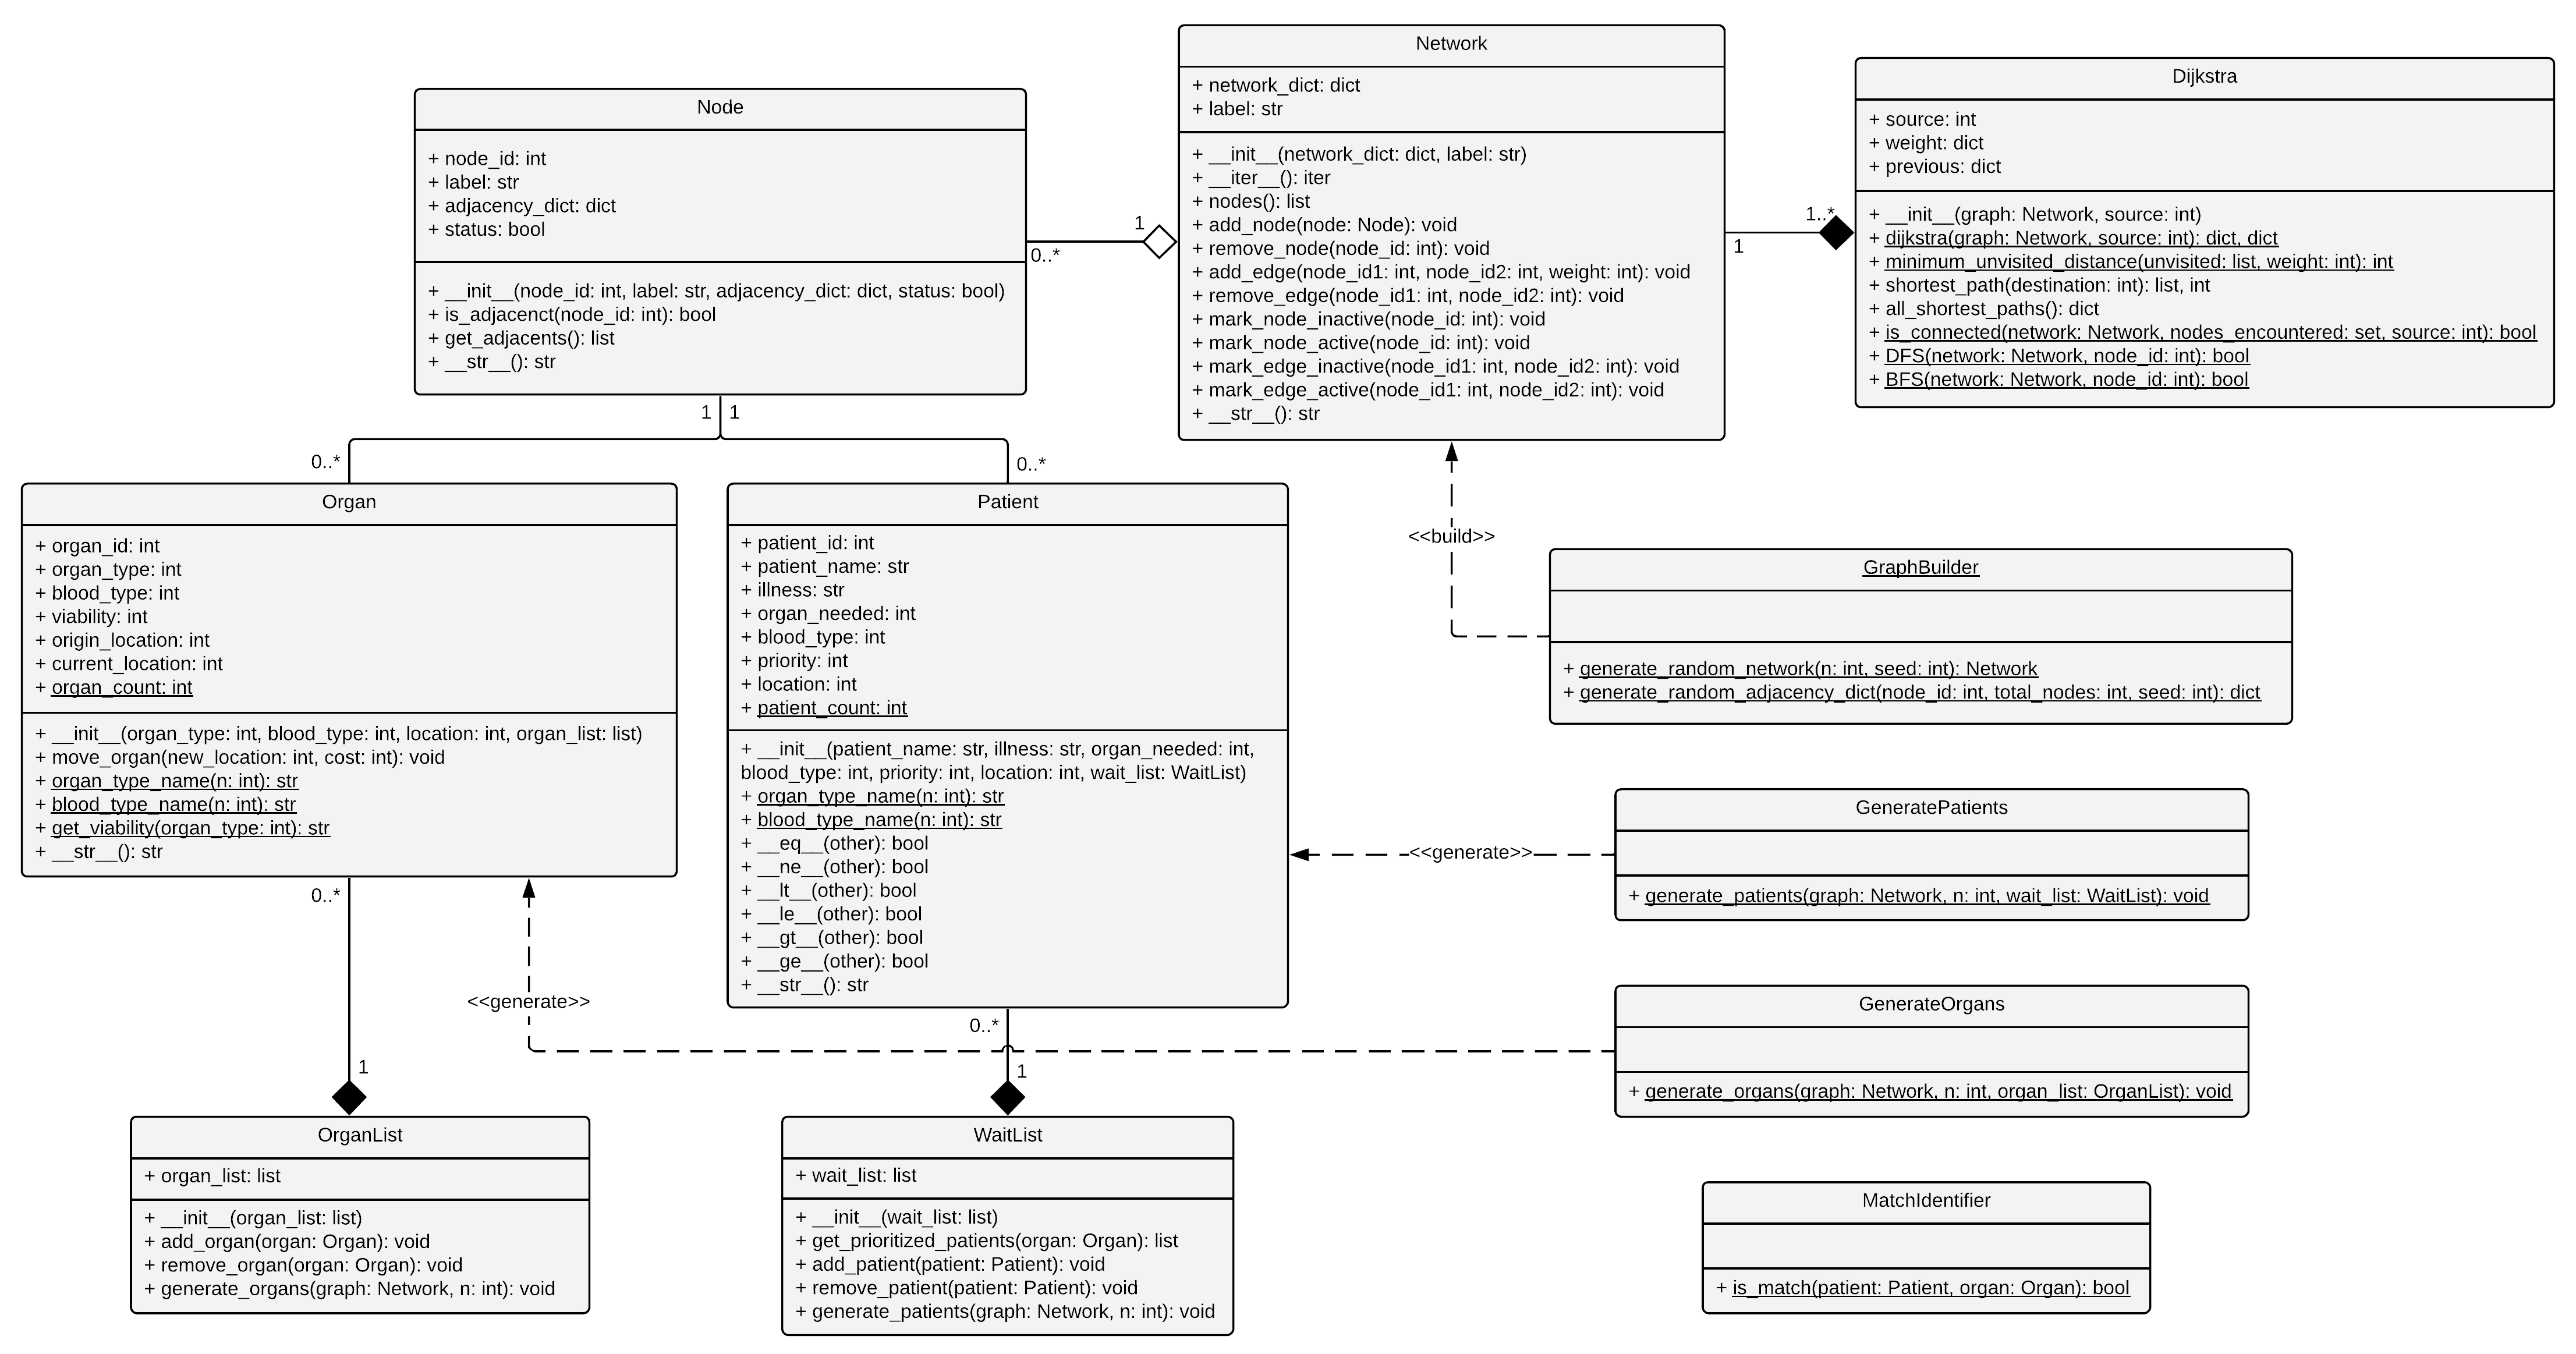 Network
+ network_dict: dict
+ label: str
+ __init__(network_dict: dict, label: str)
+ __iter__(): iter
+ nodes(): list
+ add_node(node: Node): void
+ remove_node(node_id: int): void
+ add_edge(node_id1: int, node_id2: int, weight: int): void
+ remove_edge(node_id1: int, node_id2: int): void
+ mark_node_inactive(node_id: int): void
+ mark_node_active(node_id: int): void
+ mark_edge_inactive(node_id1: int, node_id2: int): void
+ mark_edge_active(node_id1: int, node_id2: int): void
+ __str__(): str
Dijkstra
+ source: int
+ weight: dict
+ previous: dict
+ __init__(graph: Network, source: int)
+ dijkstra(graph: Network, source: int): dict, dict
+ minimum_unvisited_distance(unvisited: list, weight: int): int
+ shortest_path(destination: int): list, int
+ all_shortest_paths(): dict
+ is_connected(network: Network, nodes_encountered: set, source: int): bool
+ DFS(network: Network, node_id: int): bool
+ BFS(network: Network, node_id: int): bool
Node
+ node_id: int
+ label: str
+ adjacency_dict: dict
+ status: bool
+ __init__(node_id: int, label: str, adjacency_dict: dict, status: bool)
+ is_adjacenct(node_id: int): bool
+ get_adjacents(): list
+ __str__(): str
1
0..*
1..*
1
1
1
0..*
0..*
Organ
+ organ_id: int
+ organ_type: int
+ blood_type: int
+ viability: int
+ origin_location: int
+ current_location: int
+ organ_count: int
+ __init__(organ_type: int, blood_type: int, location: int, organ_list: list)
+ move_organ(new_location: int, cost: int): void
+ organ_type_name(n: int): str
+ blood_type_name(n: int): str
+ get_viability(organ_type: int): str
+ __str__(): str
Patient
+ patient_id: int
+ patient_name: str
+ illness: str
+ organ_needed: int
+ blood_type: int
+ priority: int
+ location: int
+ patient_count: int
+ __init__(patient_name: str, illness: str, organ_needed: int,
blood_type: int, priority: int, location: int, wait_list: WaitList)
+ organ_type_name(n: int): str
+ blood_type_name(n: int): str
+ __eq__(other): bool
+ __ne__(other): bool
+ __lt__(other): bool
+ __le__(other): bool
+ __gt__(other): bool
+ __ge__(other): bool
+ __str__(): str
<<build>>
GraphBuilder
+ generate_random_network(n: int, seed: int): Network
+ generate_random_adjacency_dict(node_id: int, total_nodes: int, seed: int): dict
<<generate>>
GeneratePatients
+ generate_patients(graph: Network, n: int, wait_list: WaitList): void
<<generate>>
GenerateOrgans
+ generate_organs(graph: Network, n: int, organ_list: OrganList): void
0..*
1
0..*
1
OrganList
+ organ_list: list
+ __init__(organ_list: list)
+ add_organ(organ: Organ): void
+ remove_organ(organ: Organ): void
+ generate_organs(graph: Network, n: int): void
WaitList
+ wait_list: list
+ __init__(wait_list: list)
+ get_prioritized_patients(organ: Organ): list
+ add_patient(patient: Patient): void
+ remove_patient(patient: Patient): void
+ generate_patients(graph: Network, n: int): void
MatchIdentifier
+ is_match(patient: Patient, organ: Organ): bool